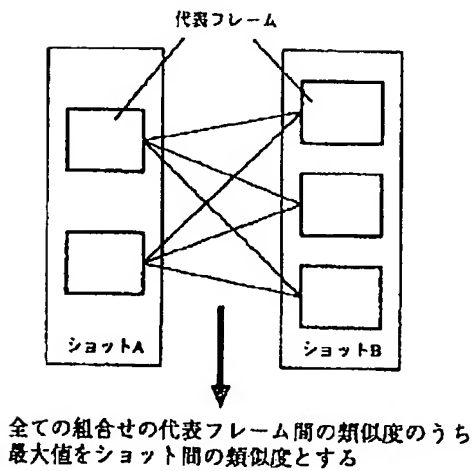 代表フレーム
ショットA
ショットB
全ての組合せの代表フレーム間の類似度のうち
最大値をショット間の類似度とする